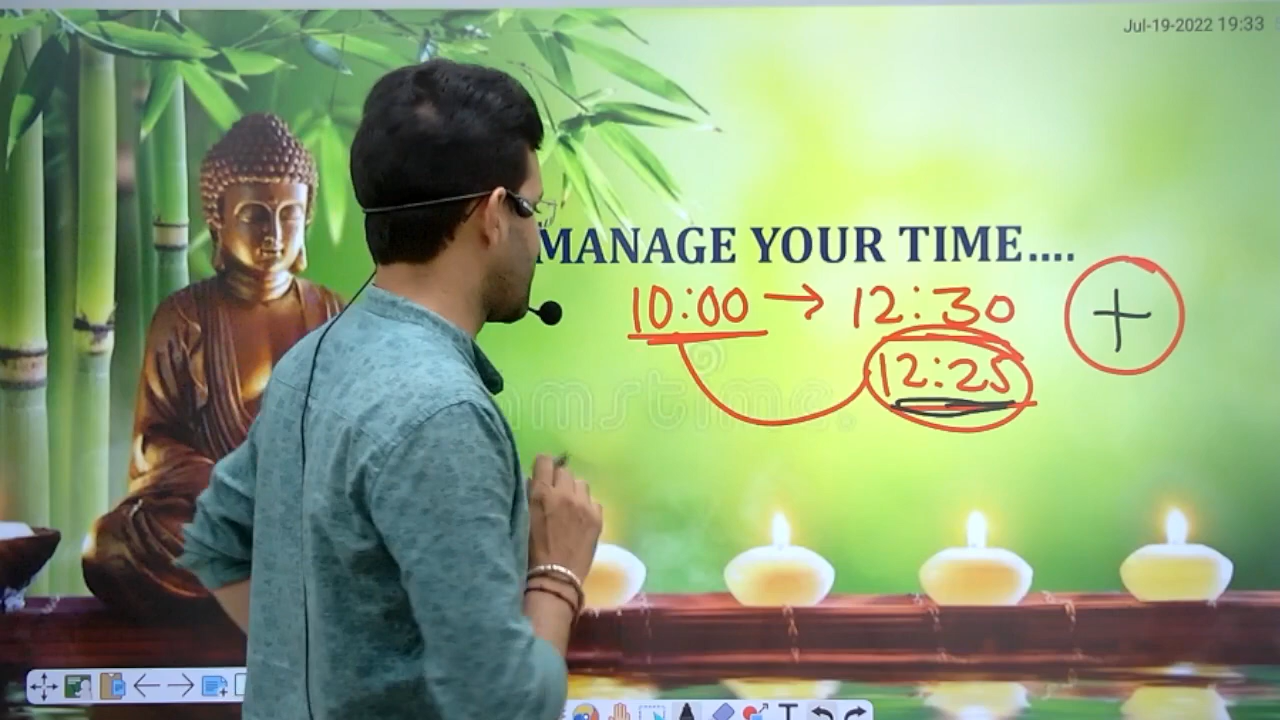 Jul-19-2022 19:33
MANAGE YOUR TIME....
10:00 → 12:30
+
12:25
T